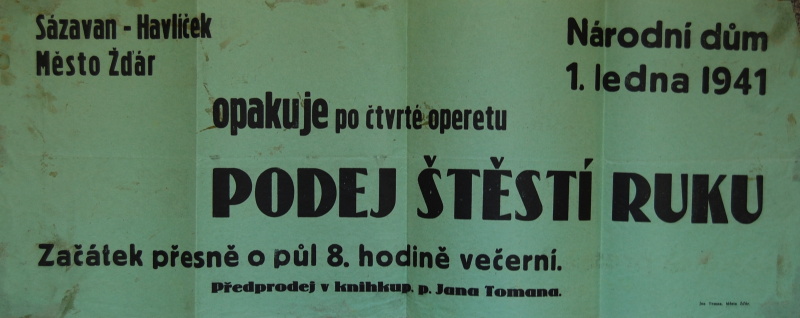 Sázavan - Havlíček
Město Žďár
Národní dům
1. ledna 1941
opakuje po čtvrté operetu
PODEJ ŠTĚSTÍ RUKU
Začátek přesně o půl 8. hodině večerní.
Předprodej v knihkup. p. Jana Tomana.